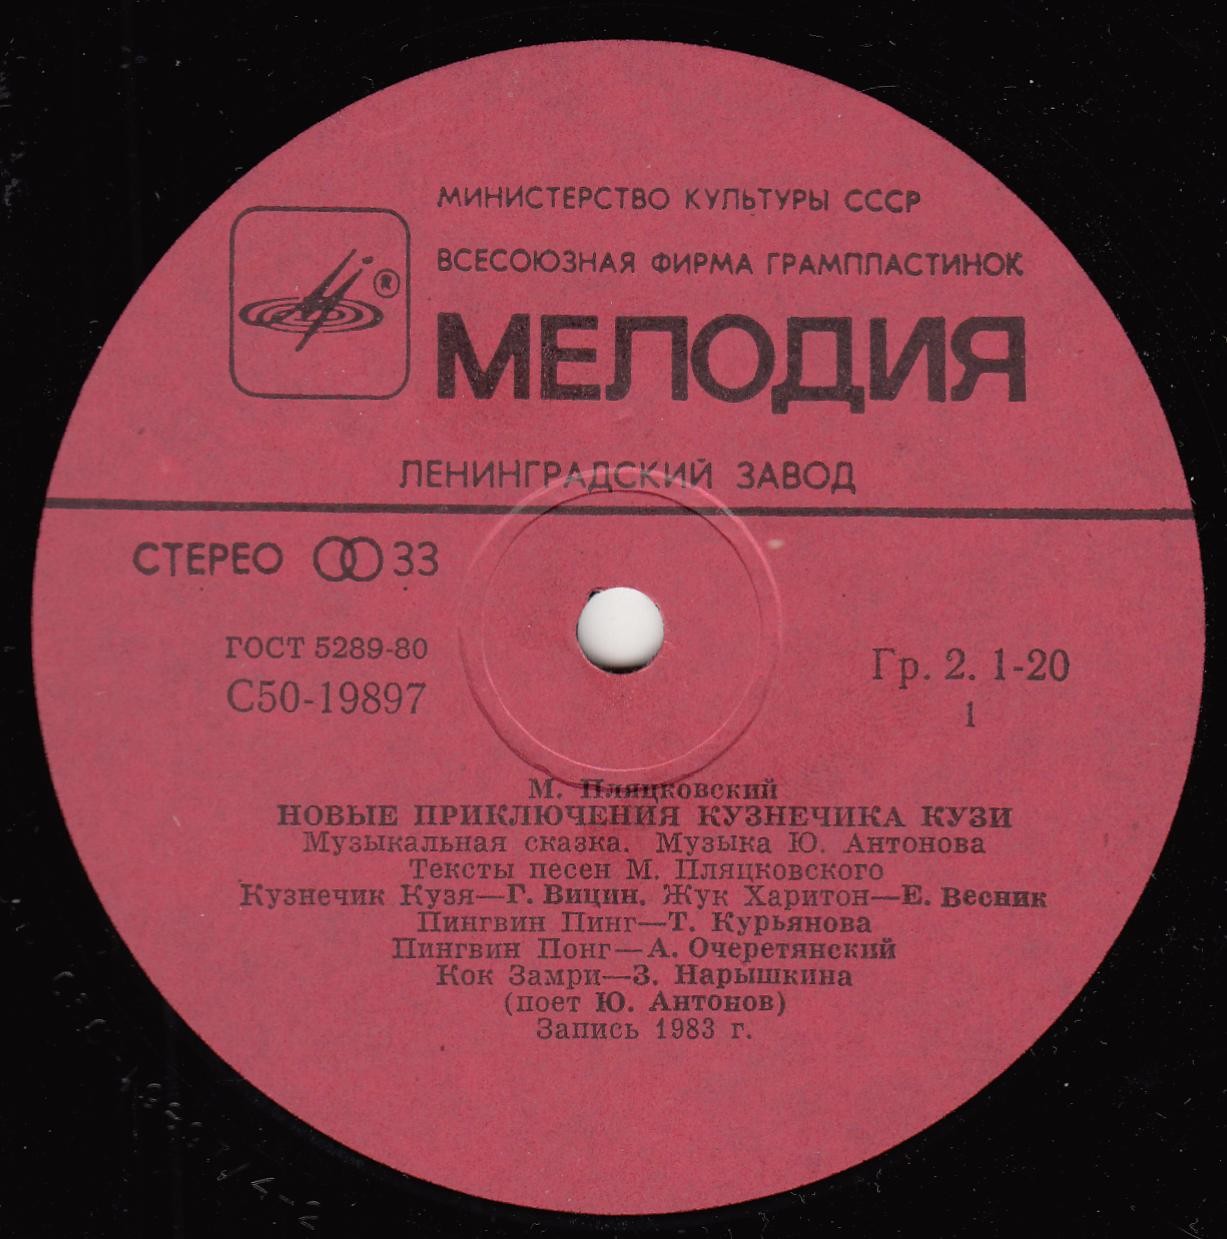 МИНИСТЕРСТВО КУЛЬТУРЫ СССР
ВСЕСОЮЗНАЯ ФИРМА ГРАМПЛАСТИНОК
®
МЕЛОДИЯ
ЛЕНИНГРАДСКИЙ ЗАВОД
СТЕРЕО 33
ГОСТ 5289-80
С50-19897
Гр. 2. 1-20
1
М. Пляцковский
НОВЫЕ ПРИКЛЮЧЕНИЯ КУЗНЕЧИКА КУЗИ
Музыкальная сказка. Музыка Ю. Антонова
Тексты песен М. Пляцковского
Кузнечик Кузя—Г. Вицин. Жук Харитон—Е. Весник
Пингвин Пинг—Т. Курьянова
Пингвин Понг—А. Очеретянский
Кок Замри—З. Нарышкина
(поет Ю. Антонов)
Запись 1983 г.